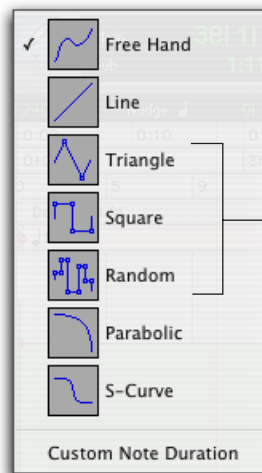 Free Hand
Line
Triangle
Square
Random
Parabolic
S-Curve
Custom Note Duration